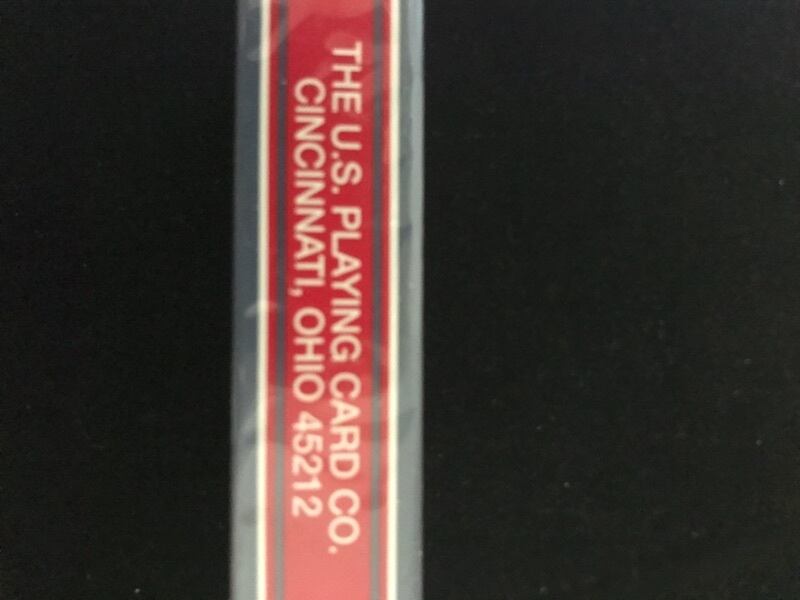 THE U.S. PLAYING CARD CO.
CINCINNATI, OHIO 45212